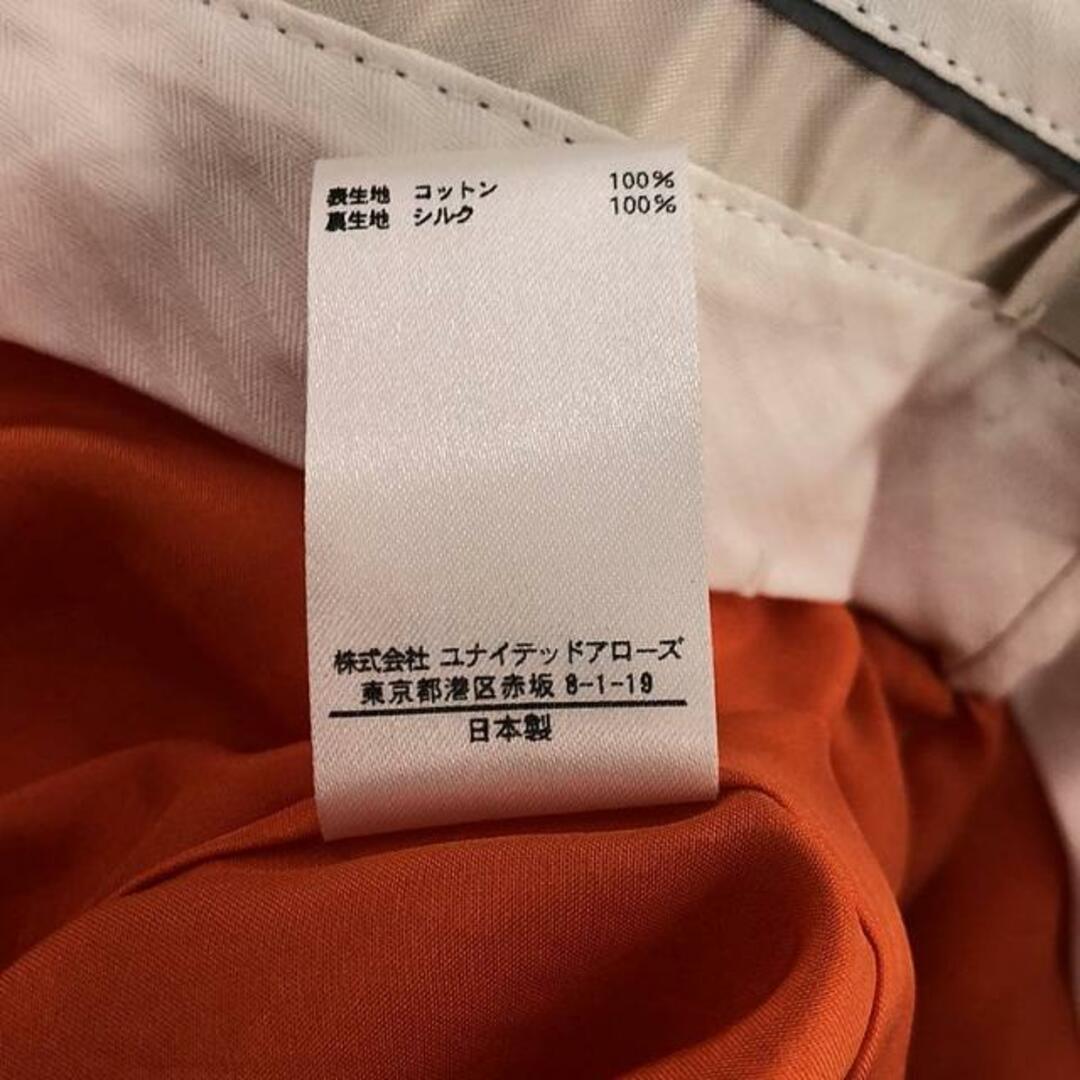 表生地 コットン 100%
裏生地 シルク 100%
株式会社 ユナイテッドアローズ
東京都港区赤坂 8-1-19
日本製